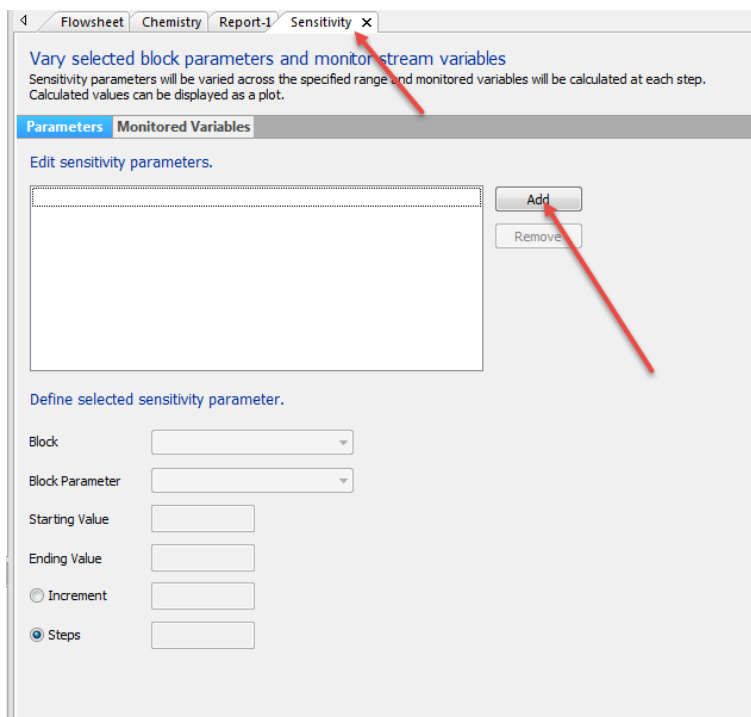 Flowsheet Chemistry Report-1 Sensitivity
Vary selected block parameters and monitor stream variables
Sensitivity parameters will be varied across the specified range and monitored variables will be calculated at each step.
Calculated values can be displayed as a plot.
Parameters Monitored Variables
Edit sensitivity parameters.
Add
Remove
Define selected sensitivity parameter.
Block
Block Parameter
Starting Value
Ending Value
Increment
Steps